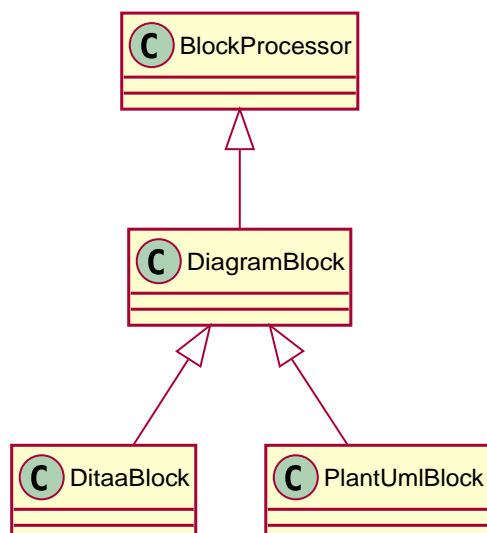 C BlockProcessor
C DiagramBlock
C DitaaBlock
C PlantUmlBlock